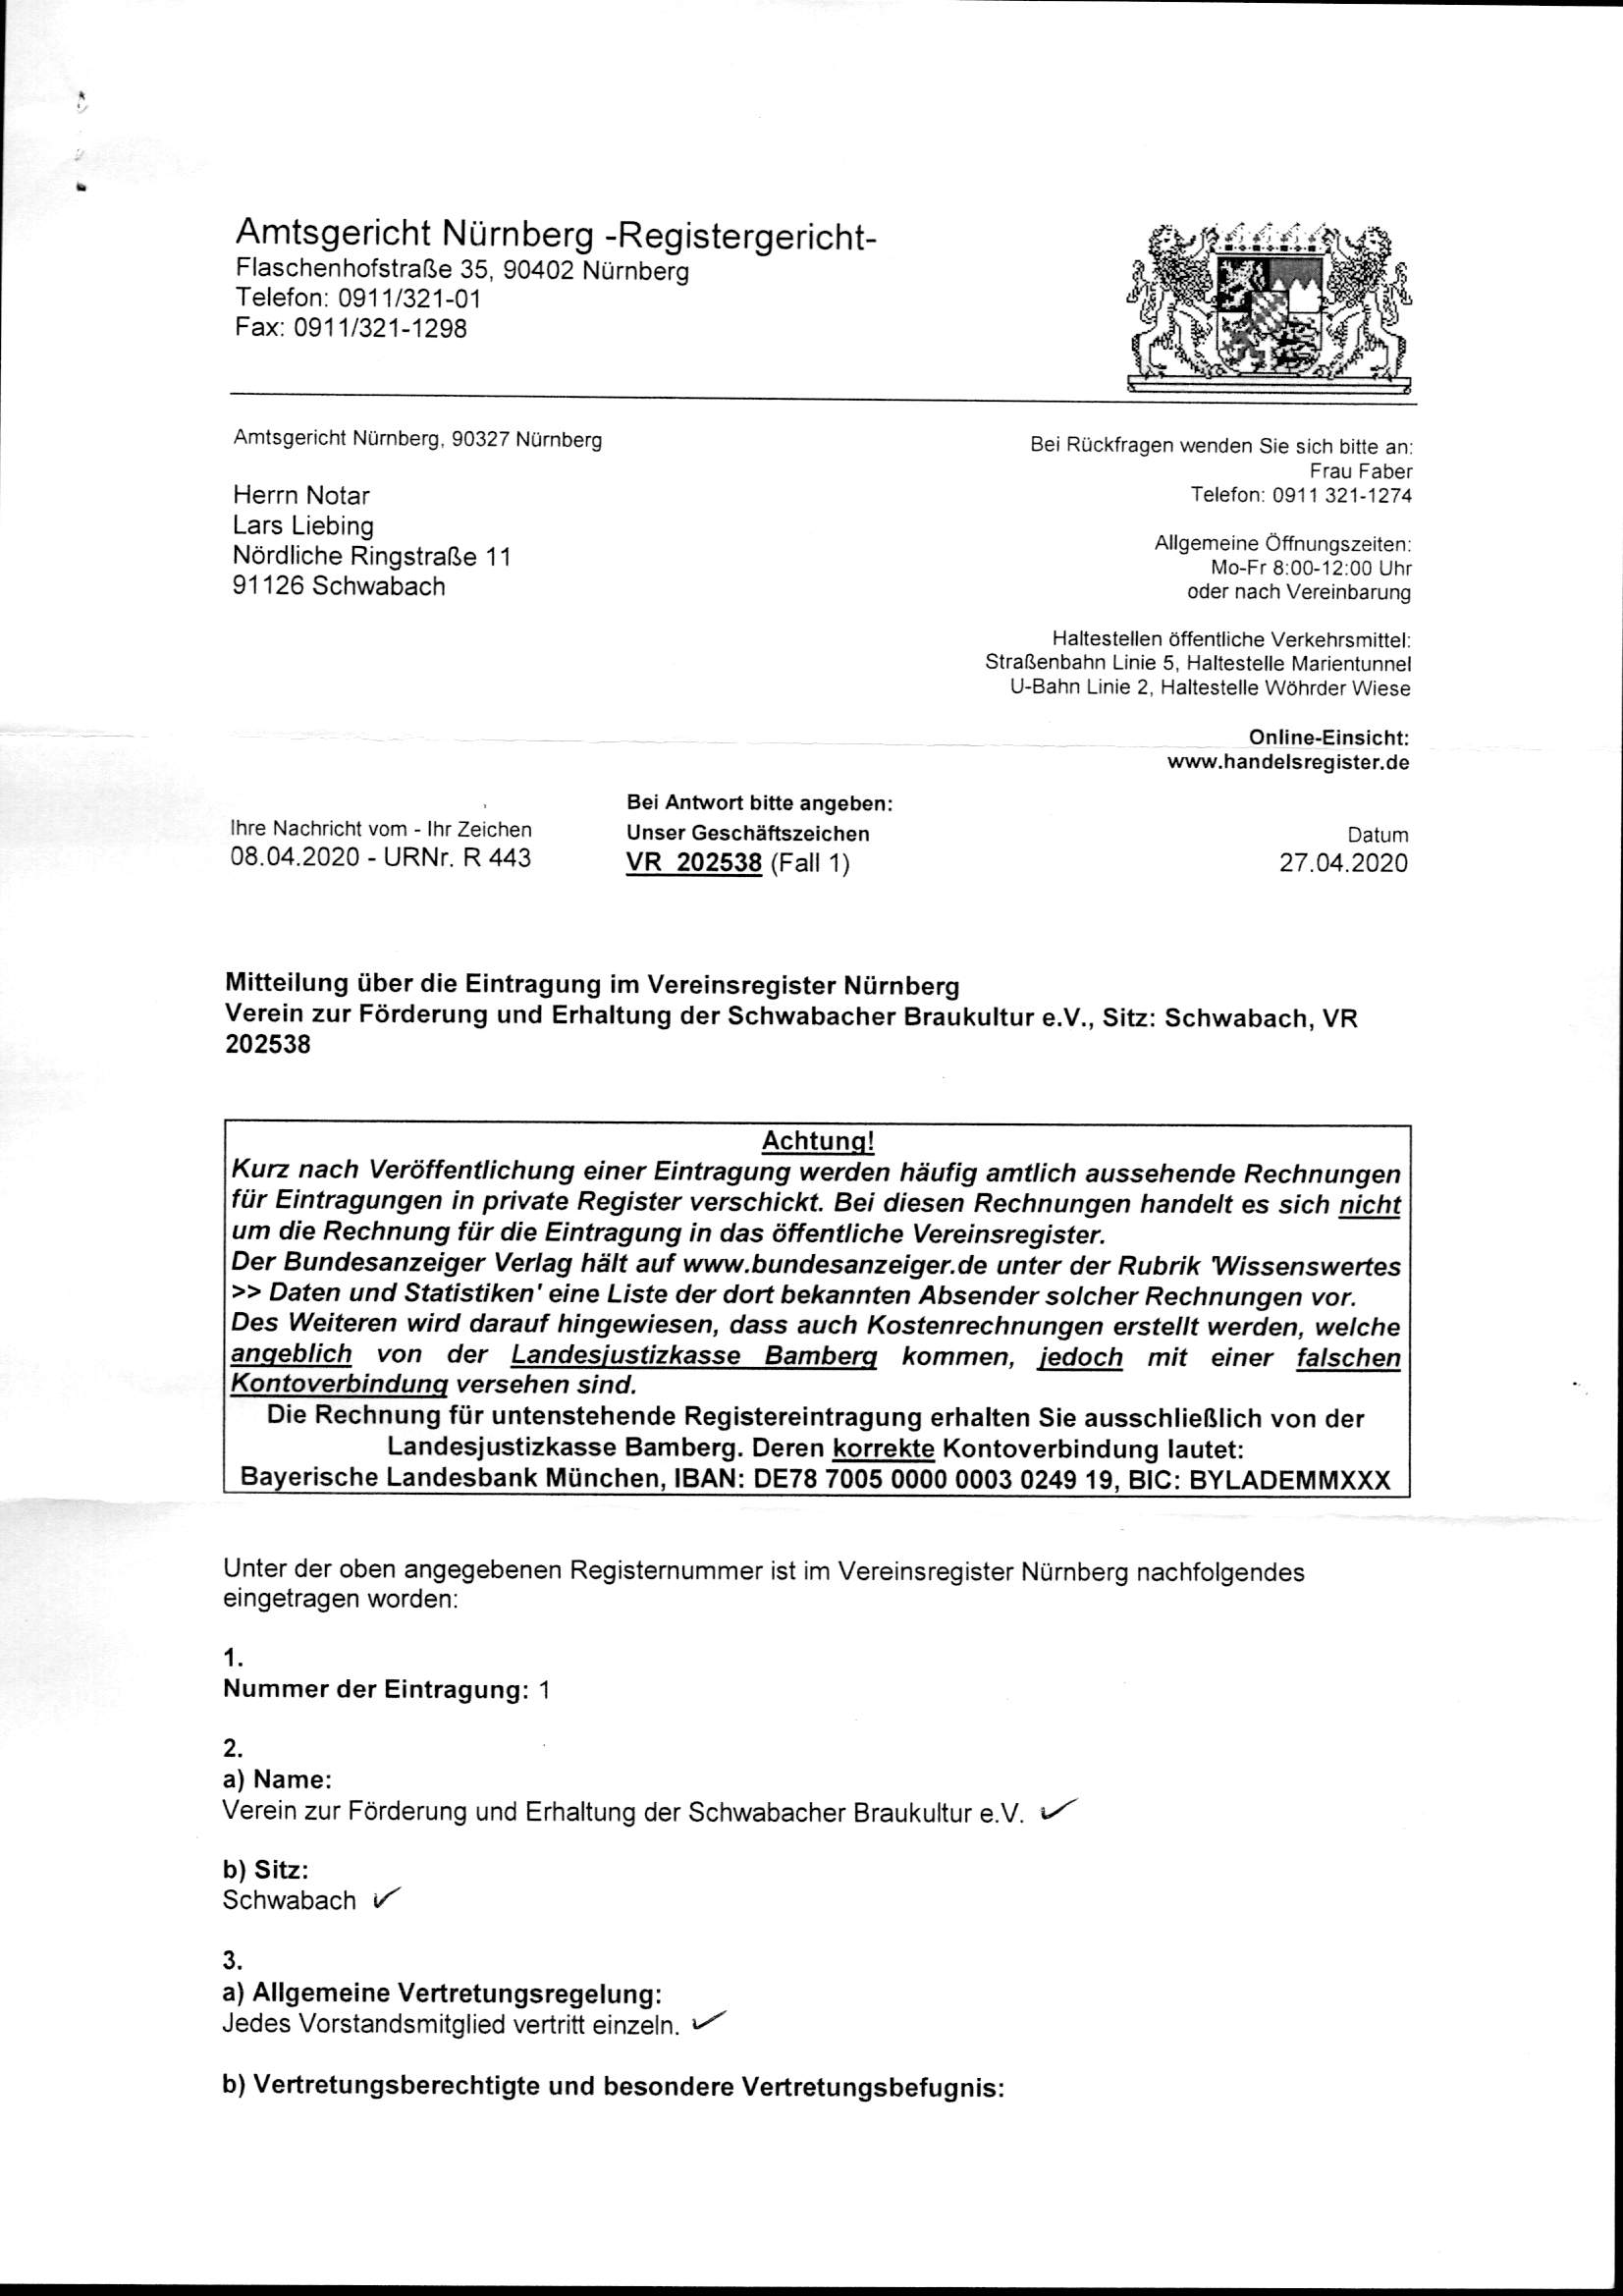 Amtsgericht Nürnberg -Registergericht-
Flaschenhofstraße 35, 90402 Nürnberg
Telefon: 0911/321-01
Fax: 0911/321-1298
Amtsgericht Nürnberg, 90327 Nürnberg
Herrn Notar
Lars Liebing
Nördliche Ringstraße 11
91126 Schwabach
Bei Rückfragen wenden Sie sich bitte an:
Frau Faber
Telefon: 0911 321-1274
Allgemeine Öffnungszeiten:
Mo-Fr 8:00-12:00 Uhr
oder nach Vereinbarung
Haltestellen öffentliche Verkehrsmittel:
Straßenbahn Linie 5, Haltestelle Marientunnel
U-Bahn Linie 2, Haltestelle Wöhrder Wiese
Online-Einsicht:
www.handelsregister.de
Ihre Nachricht vom - Ihr Zeichen
08.04.2020 - URNr. R 443
Bei Antwort bitte angeben:
Unser Geschäftszeichen
VR 202538 (Fall 1)
Datum
27.04.2020
Mitteilung über die Eintragung im Vereinsregister Nürnberg
Verein zur Förderung und Erhaltung der Schwabacher Braukultur e.V., Sitz: Schwabach, VR
202538
Achtung!
Kurz nach Veröffentlichung einer Eintragung werden häufig amtlich aussehende Rechnungen
für Eintragungen in private Register verschickt. Bei diesen Rechnungen handelt es sich nicht
um die Rechnung für die Eintragung in das öffentliche Vereinsregister.
Der Bundesanzeiger Verlag hält auf www.bundesanzeiger.de unter der Rubrik 'Wissenswertes
>> Daten und Statistiken' eine Liste der dort bekannten Absender solcher Rechnungen vor.
Des Weiteren wird darauf hingewiesen, dass auch Kostenrechnungen erstellt werden, welche
angeblich von der Landesjustizkasse Bamberg kommen, jedoch mit einer falschen
Kontoverbindung versehen sind.
Die Rechnung für untenstehende Registereintragung erhalten Sie ausschließlich von der
Landesjustizkasse Bamberg. Deren korrekte Kontoverbindung lautet:
Bayerische Landesbank München, IBAN: DE78 7005 0000 0003 0249 19, BIC: BYLADEMMXXX
Unter der oben angegebenen Registernummer ist im Vereinsregister Nürnberg nachfolgendes
eingetragen worden:
1.
Nummer der Eintragung: 1
2.
a) Name:
Verein zur Förderung und Erhaltung der Schwabacher Braukultur e.V. ✓
b) Sitz:
Schwabach ✓
3.
a) Allgemeine Vertretungsregelung:
Jedes Vorstandsmitglied vertritt einzeln. ✓
b) Vertretungsberechtigte und besondere Vertretungsbefugnis: